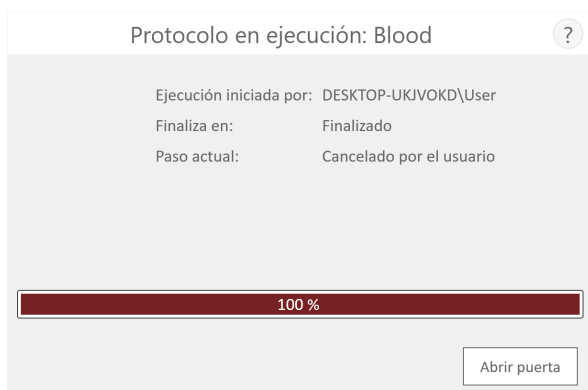 Protocolo en ejecución: Blood ?
Ejecución iniciada por: DESKTOP-UKJVOKD\User
Finaliza en: Finalizado
Paso actual: Cancelado por el usuario
100 %
Abrir puerta